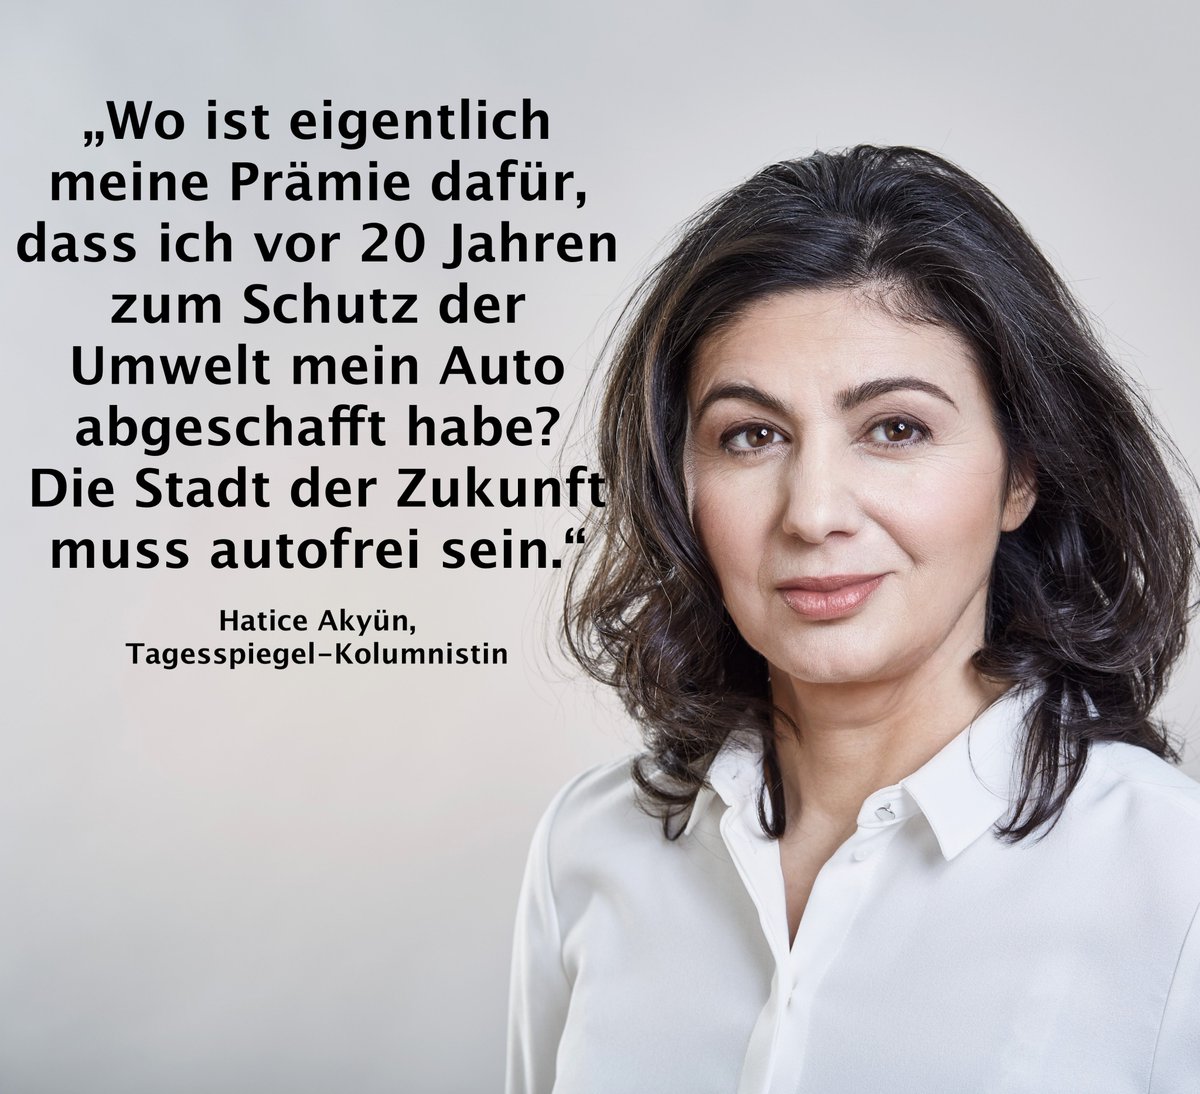 „Wo ist eigentlich
meine Prämie dafür,
dass ich vor 20 Jahren
zum Schutz der
Umwelt mein Auto
abgeschafft habe?
Die Stadt der Zukunft
muss autofrei sein.“
Hatice Akyün,
Tagesspiegel-Kolumnistin